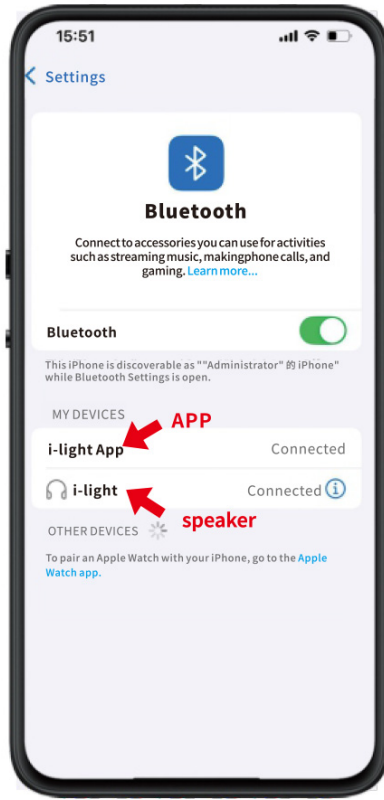 15:51
Settings
Bluetooth
Connect to accessories you can use for activities
such as streaming music, makingphone calls, and
gaming. Learn more...
Bluetooth
This iPhone is discoverable as ""Administrator" 的 iPhone"
while Bluetooth Settings is open.
MY DEVICES
APP
i-light App Connected
i-light Connected
speaker
OTHER DEVICES
To pair an Apple Watch with your iPhone, go to the Apple
Watch app.